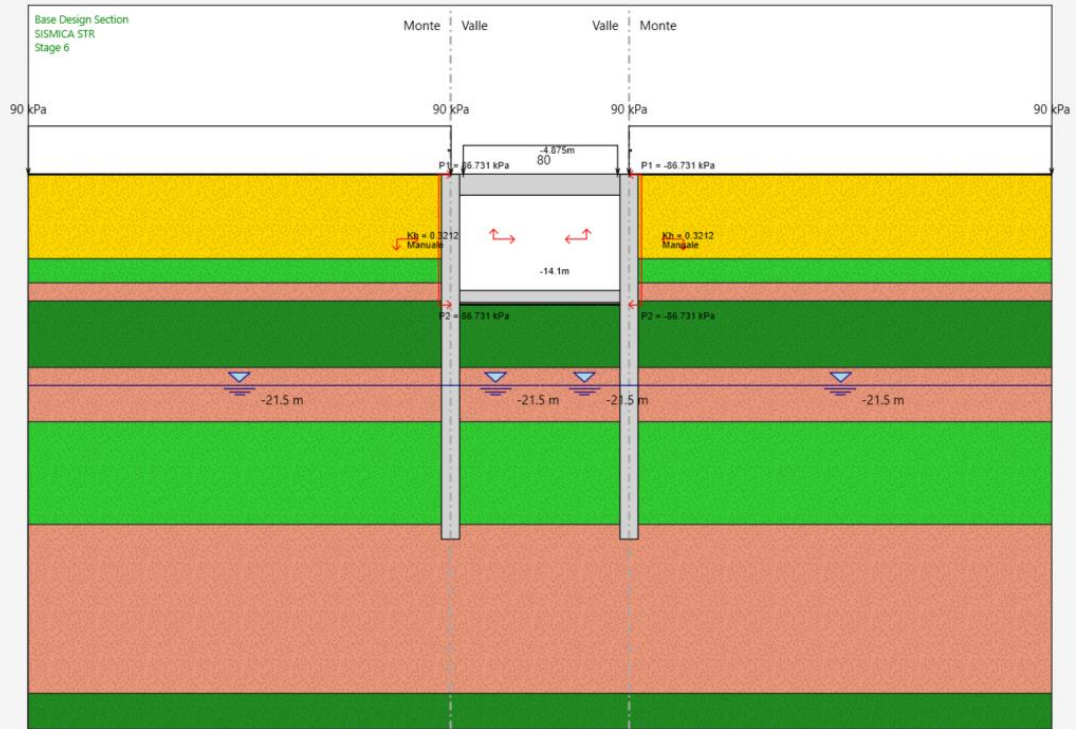 Base Design Section
SISMICA STR
Stage 6
Monte
Valle
Valle
Monte
90 kPa
90 kPa
90 kPa
90 kPa
-4.875m
80
P1 = 86.731 kPa
P1 = -86.731 kPa
Kh = 0.3212
Manuale
Kh = 0.3212
Manuale
-14.1m
P2 = 86.731 kPa
P2 = -86.731 kPa
-21.5 m
-21.5 m
-21.5 m
-21.5 m